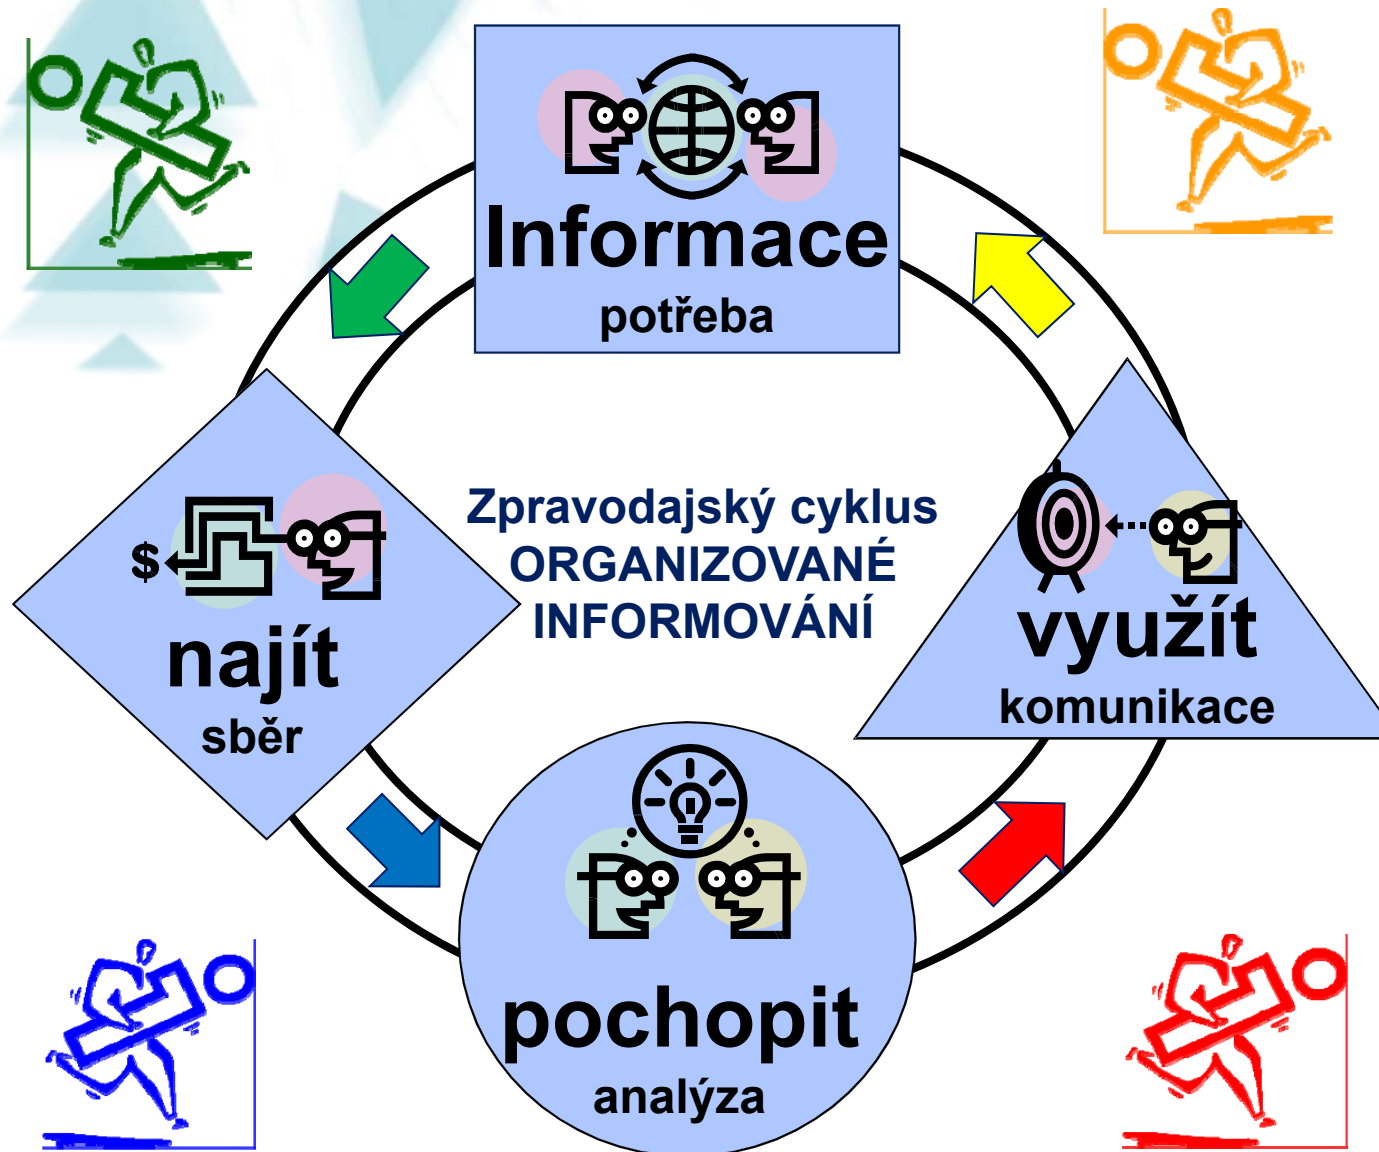 Informace
potřeba
Zpravodajský cyklus
ORGANIZOVANÉ
INFORMOVÁNÍ
$
najít
sběr
využít
komunikace
pochopit
analýza